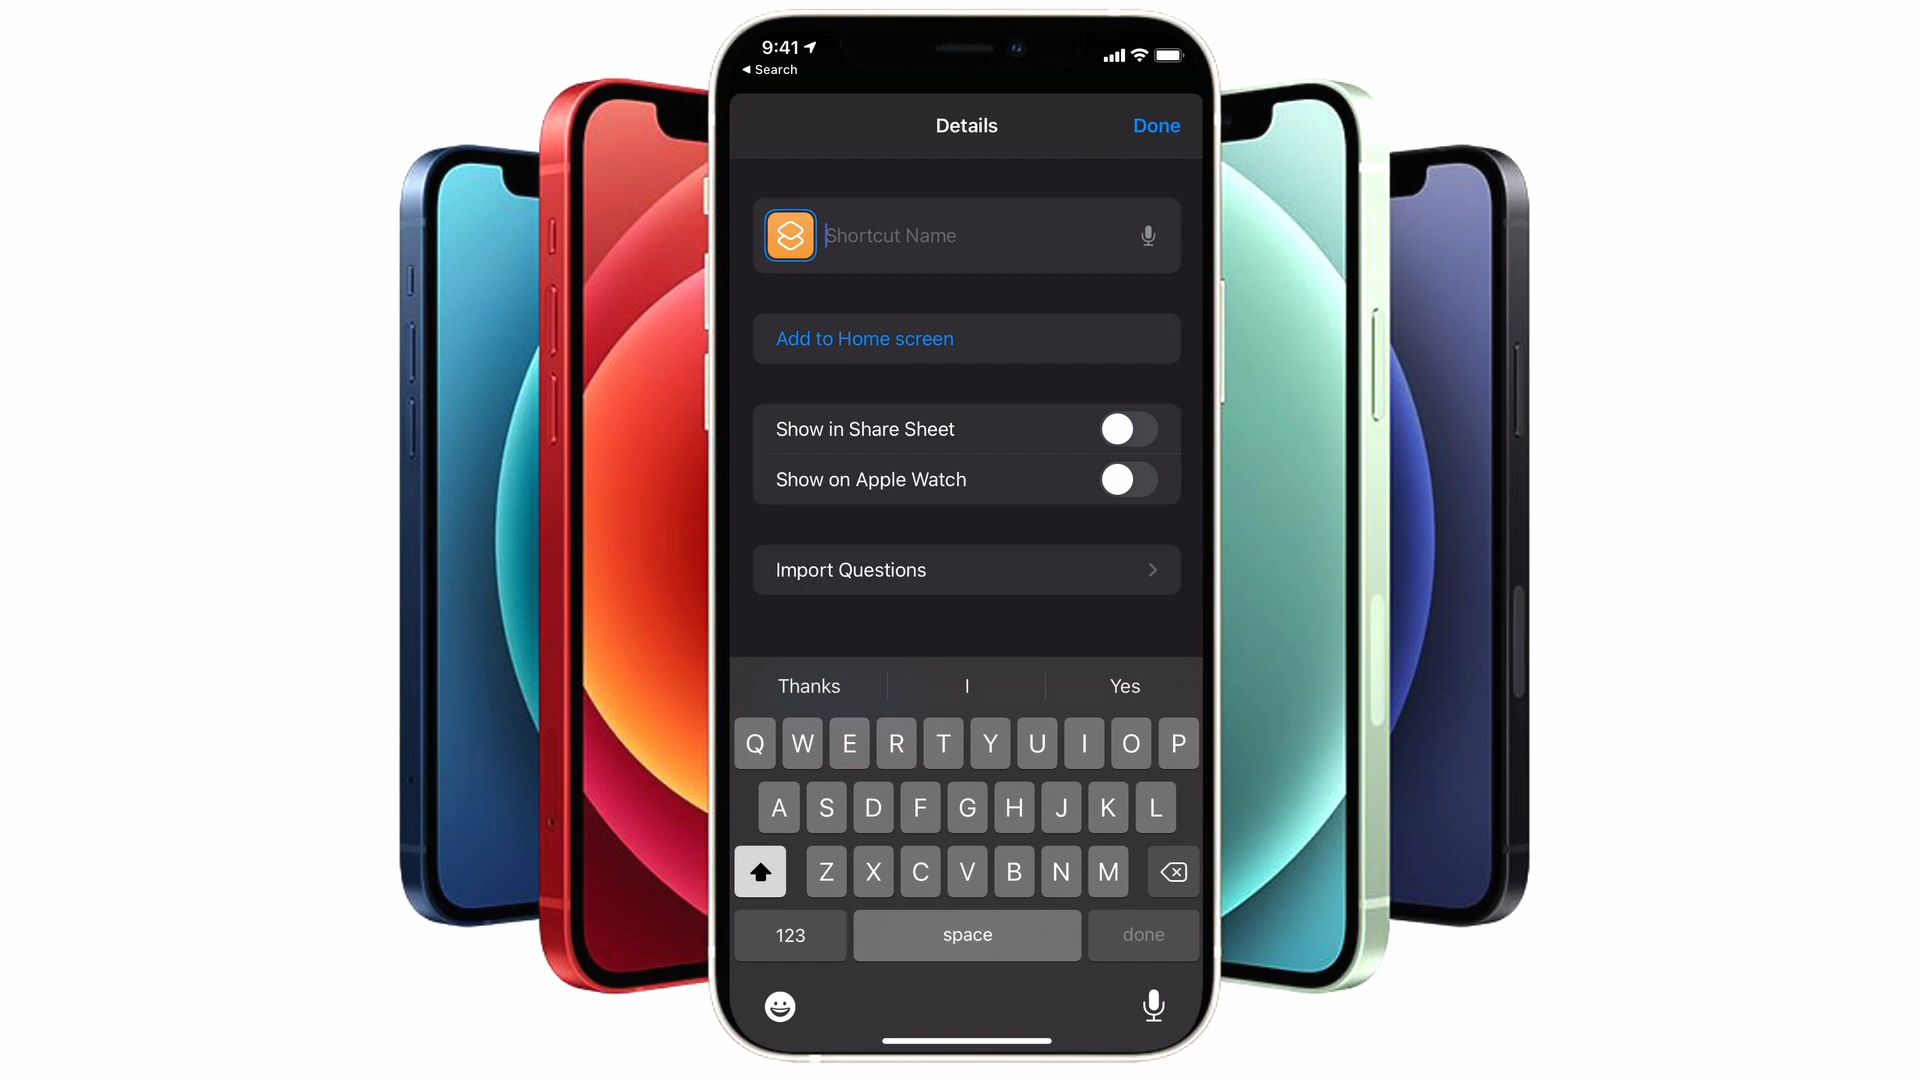 9:41
Search
Details
Done
Shortcut Name
Add to Home screen
Show in Share Sheet
Show on Apple Watch
Import Questions
Thanks
I
Yes
Q W E R T Y U I O P
A S D F G H J K L
Z X C V B N M
123
space
done